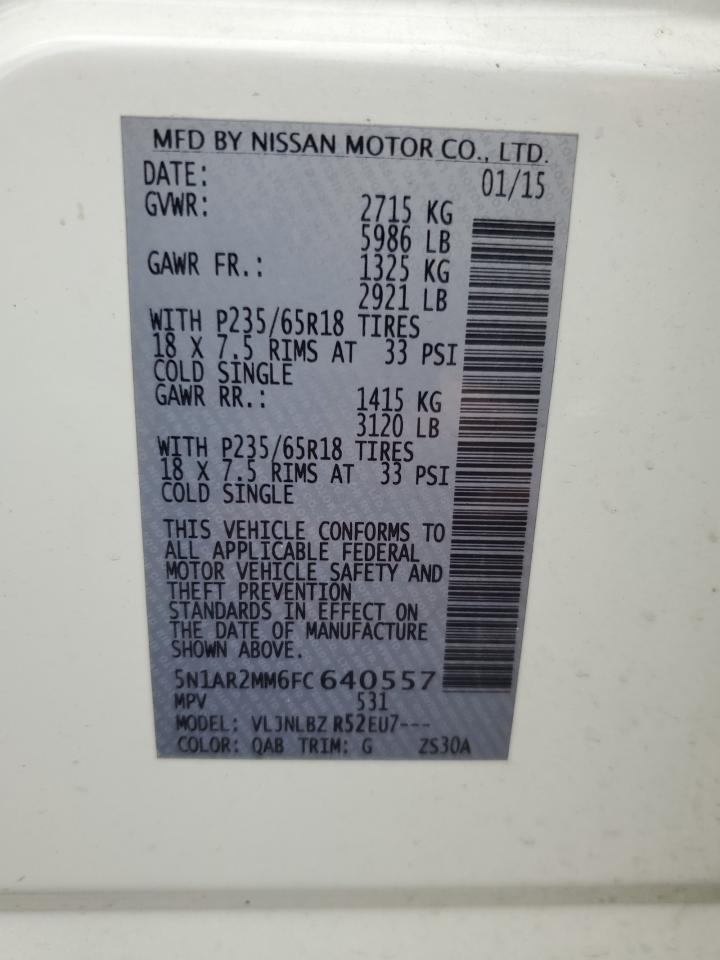 MFD BY NISSAN MOTOR CO., LTD.
DATE: 01/15
GVWR: 2715 KG
5986 LB
GAWR FR.: 1325 KG
2921 LB
WITH P235/65R18 TIRES
18 X 7.5 RIMS AT 33 PSI
COLD SINGLE
GAWR RR.: 1415 KG
3120 LB
WITH P235/65R18 TIRES
18 X 7.5 RIMS AT 33 PSI
COLD SINGLE
THIS VEHICLE CONFORMS TO
ALL APPLICABLE FEDERAL
MOTOR VEHICLE SAFETY AND
THEFT PREVENTION
STANDARDS IN EFFECT ON
THE DATE OF MANUFACTURE
SHOWN ABOVE.
5N1AR2MM6FC640557
MPV 531
MODEL: VLJNLBZ R52EU7---
COLOR: QAB TRIM: G ZS30A